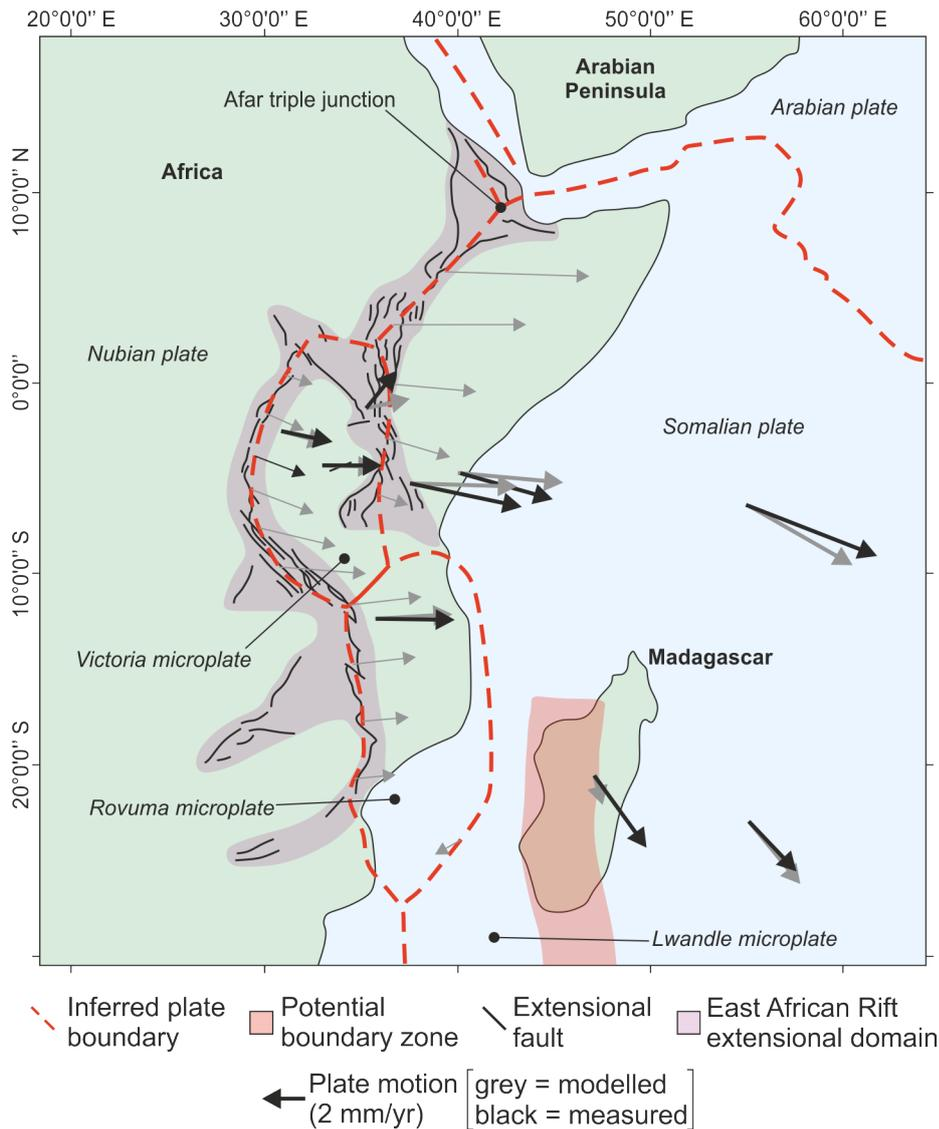 20°0'0" E 30°0'0" E 40°0'0" E 50°0'0" E 60°0'0" E
Arabian
Peninsula
Afar triple junction
Arabian plate
Africa
10°0'0" N
Nubian plate
0°0'0"
Somalian plate
10°0'0" S
Victoria microplate
Madagascar
20°0'0" S
Rovuma microplate
Lwandle microplate
Inferred plate
boundary
Potential
boundary zone
Extensional
fault
East African Rift
extensional domain
Plate motion
(2 mm/yr)
grey = modelled
black = measured